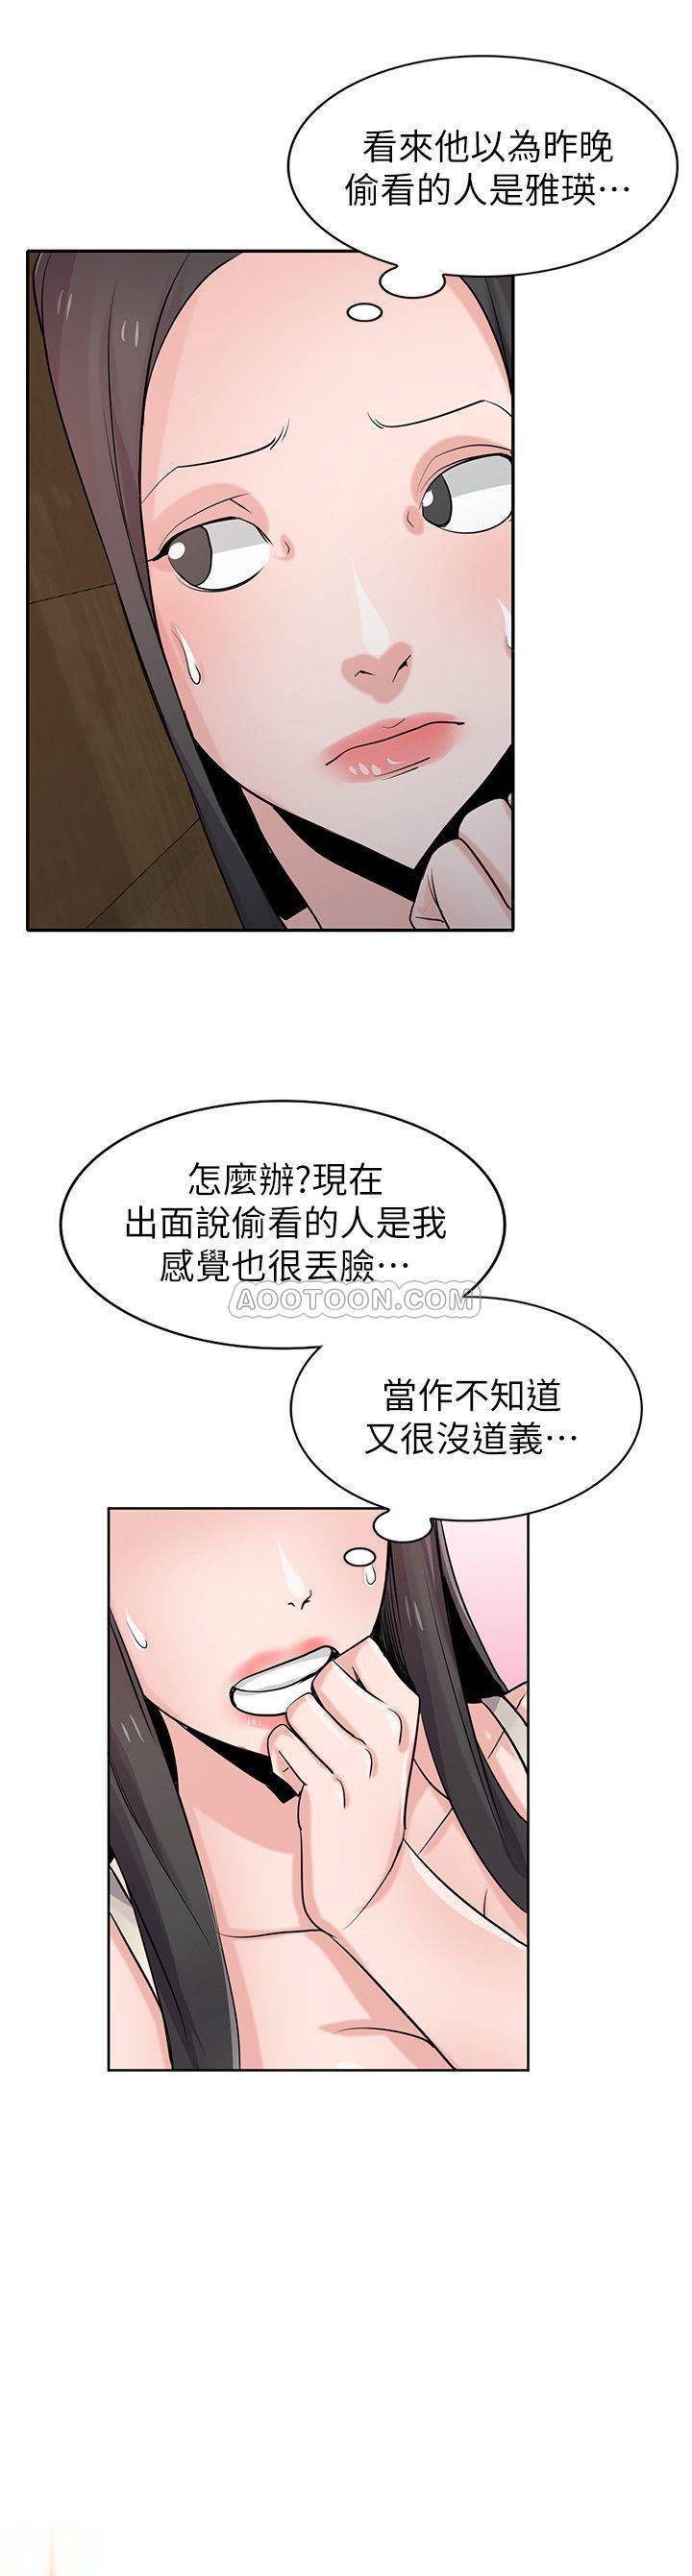 看來他以為昨晚
偷看的人是雅瑛⋯
怎麼辦?現在
出面說偷看的人是我
感覺也很丟臉⋯
AOOTOON.COM
當作不知道
又很沒道義⋯